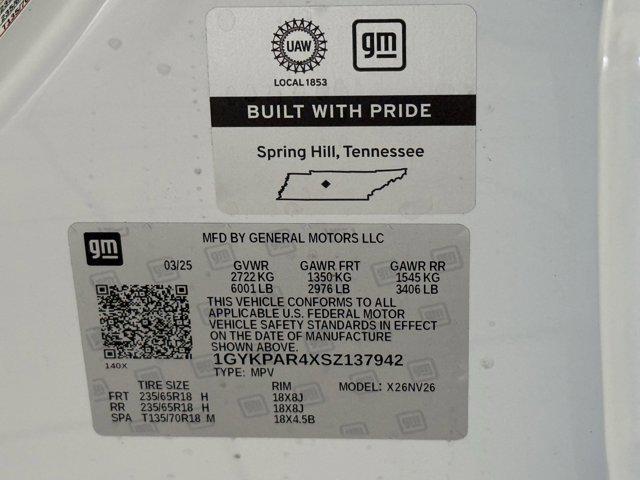 UAW
gm
LOCAL 1853
BUILT WITH PRIDE
Spring Hill, Tennessee
gm
MFD BY GENERAL MOTORS LLC
03/25 GVWR GAWR FRT GAWR RR
2722 KG 1350 KG 1545 KG
6001 LB 2976 LB 3406 LB
THIS VEHICLE CONFORMS TO ALL
APPLICABLE U.S. FEDERAL MOTOR
VEHICLE SAFETY STANDARDS IN EFFECT
ON THE DATE OF MANUFACTURE
SHOWN ABOVE.
140X
1GYKPAR4XSZ137942
TYPE: MPV
TIRE SIZE RIM MODEL: X26NV26
FRT 235/65R18 H 18X8J
RR 235/65R18 H 18X8J
SPA T135/70R18 M 18X4.5B